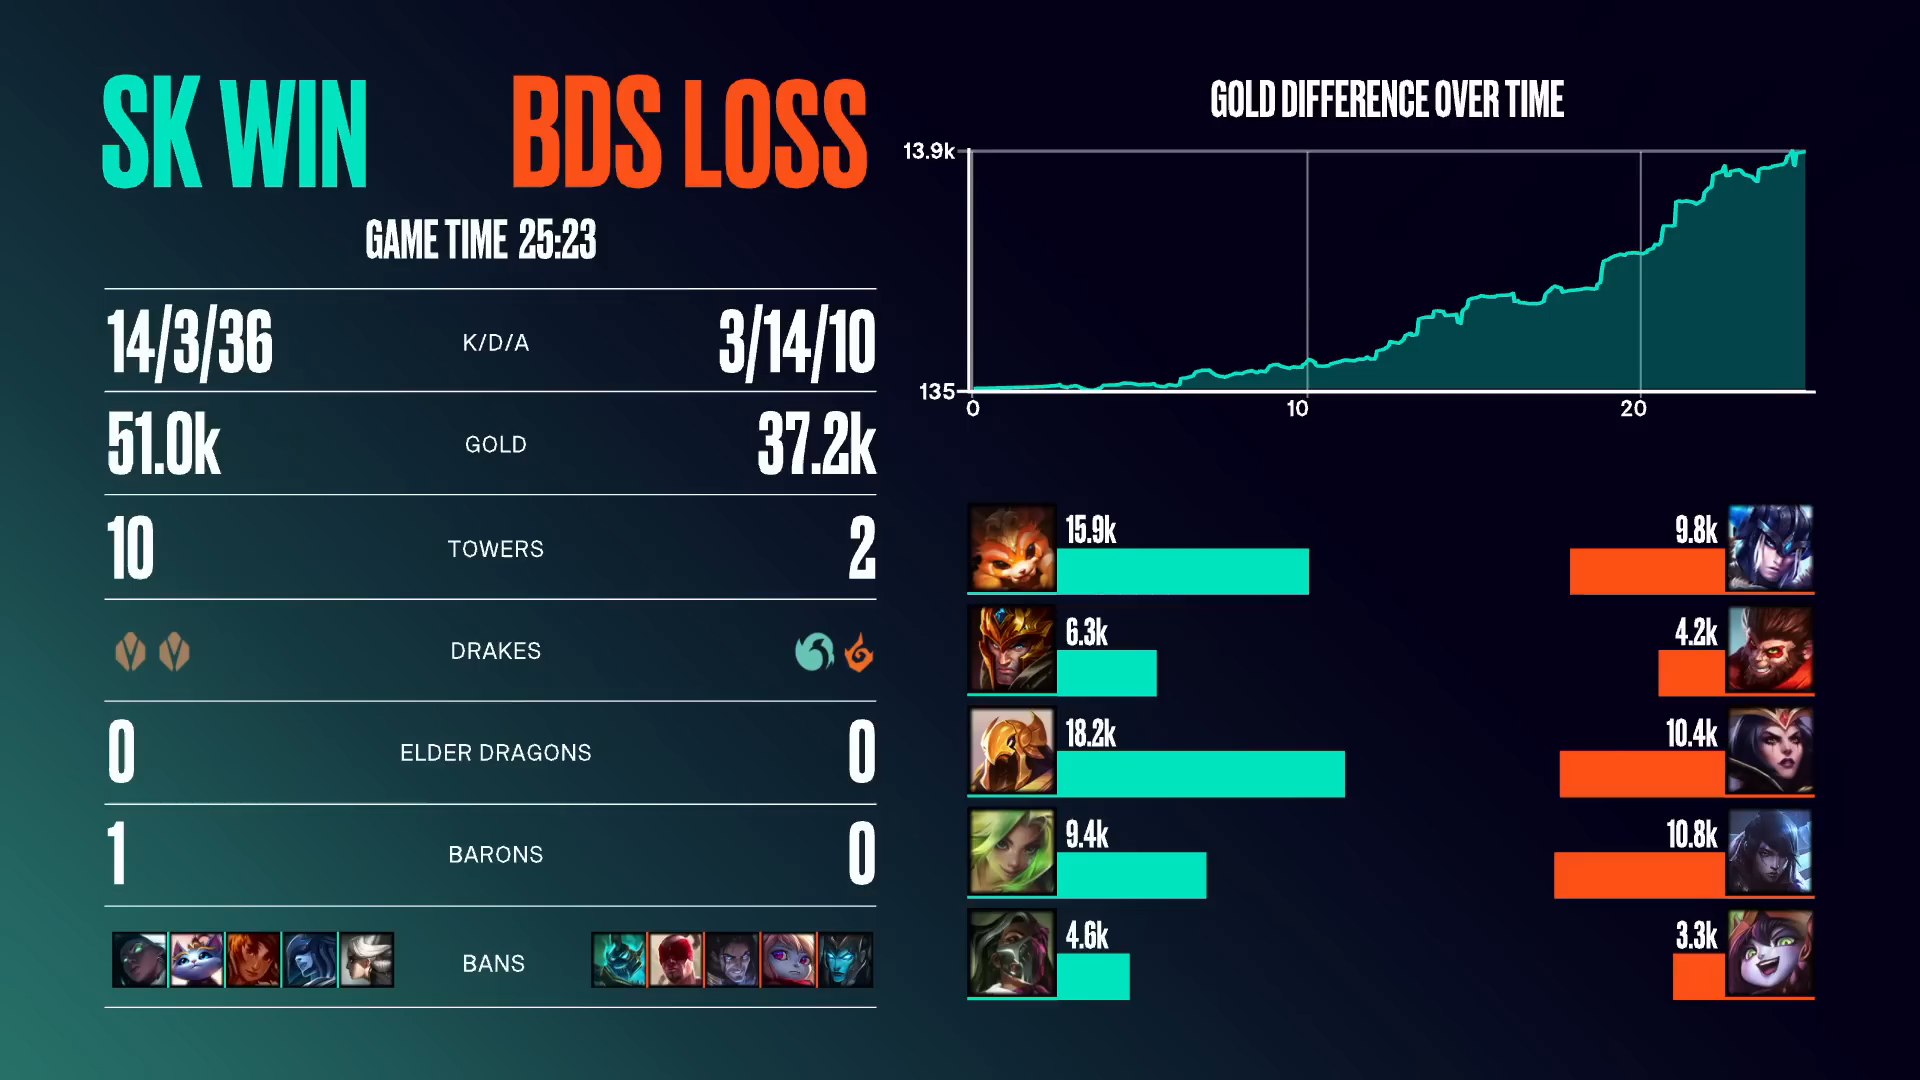 SK WIN
BDS LOSS
GAME TIME 25:23
14/3/36 K/D/A 3/14/10
51.0k GOLD 37.2k
10 TOWERS 2
DRAKES
0 ELDER DRAGONS 0
1 BARONS 0
BANS
GOLD DIFFERENCE OVER TIME
13.9k
135
0 10 20
15.9k 9.8k
6.3k 4.2k
18.2k 10.4k
9.4k 10.8k
4.6k 3.3k